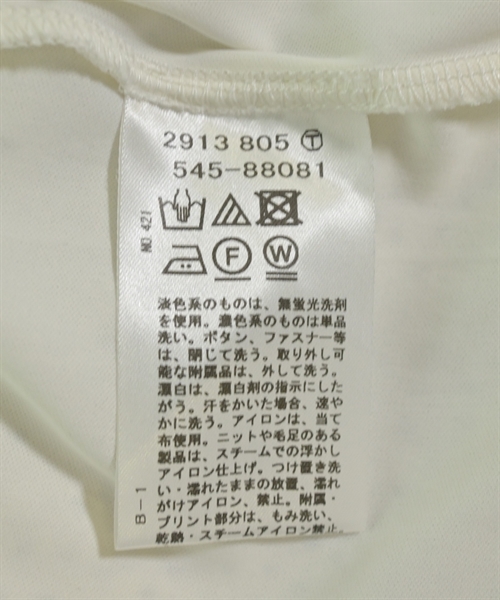 2913 805 Ⓣ
545-88081
NO. 421
F
W
淡色系のものは、無蛍光洗剤
を使用。濃色系のものは単品
洗い。ボタン、ファスナー等
は、閉じて洗う。取り外し可
能な附属品は、外して洗う。
漂白は、漂白剤の指示にした
がう。汗をかいた場合、速や
かに洗う。アイロンは、当て
布使用。ニットや毛足のある
製品は、スチームでの浮かし
アイロン仕上げ。つけ置き洗
い・濡れたままの放置、濡れ
がけアイロン、禁止。附属・
プリント部分は、もみ洗い、
乾熱・スチームアイロン禁止。
B-1